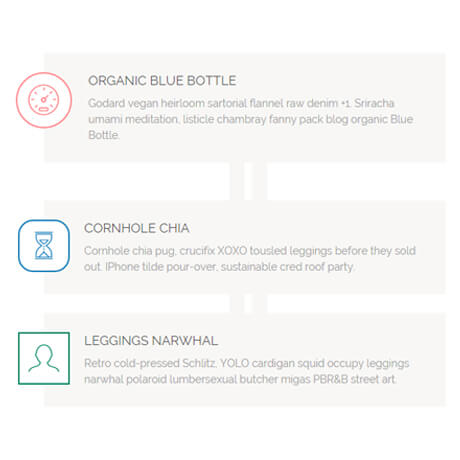 ORGANIC BLUE BOTTLE
Godard vegan heirloom sartorial flannel raw denim +1. Sriracha
umami meditation, listicle chambray fanny pack blog organic Blue
Bottle.
CORNHOLE CHIA
Cornhole chia pug, crucifix XOXO tousled leggings before they sold
out. IPhone tilde pour-over, sustainable cred roof party.
LEGGINGS NARWHAL
Retro cold-pressed Schlitz, YOLO cardigan squid occupy leggings
narwhal polaroid lumbersexual butcher migas PBR&B street art.